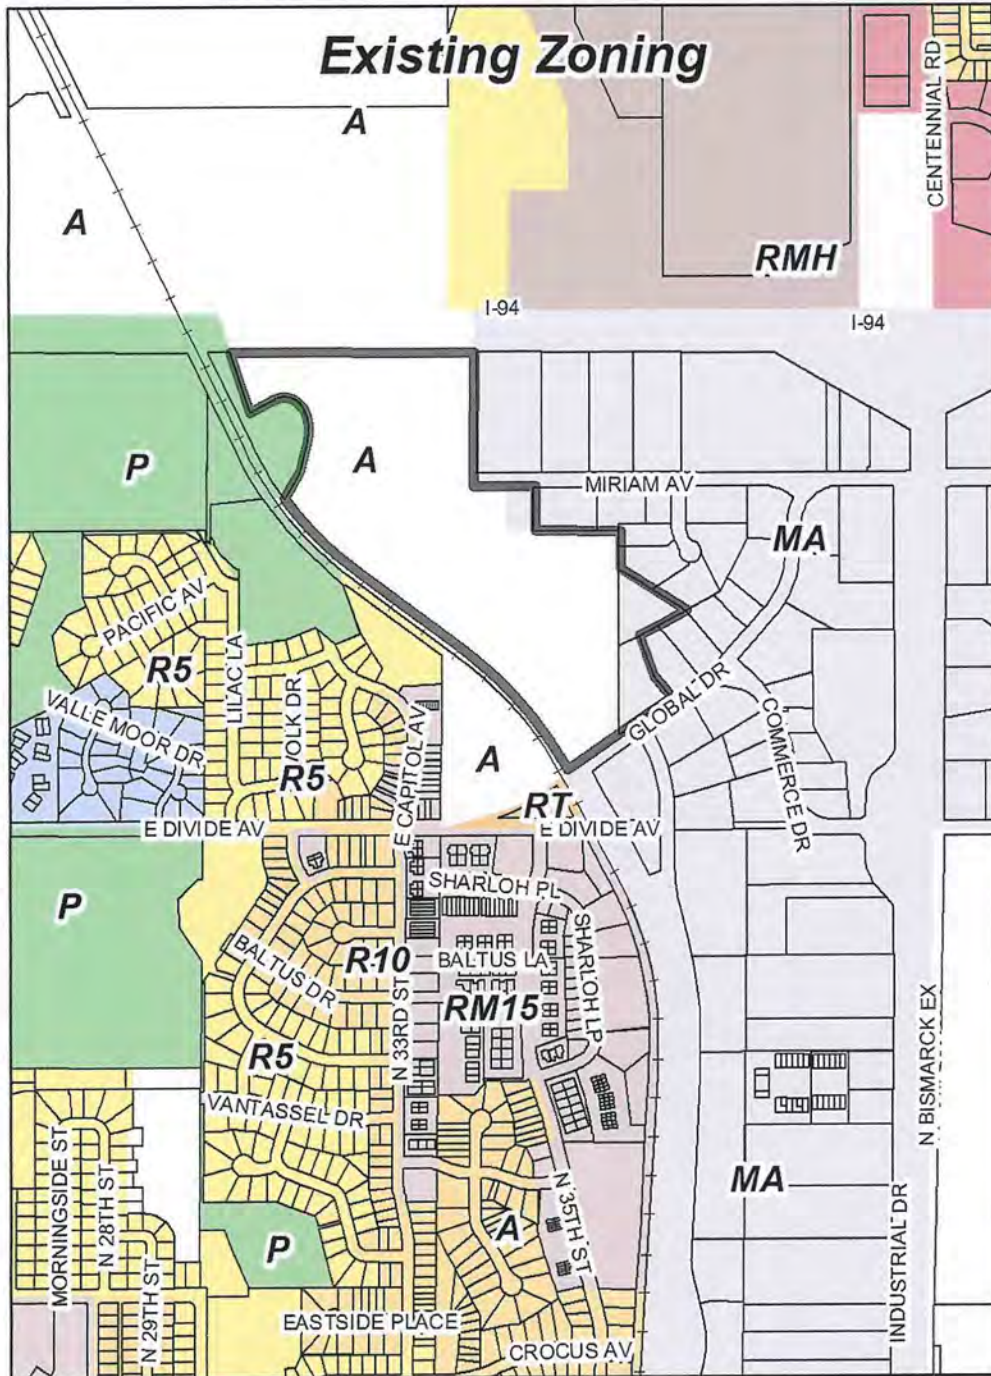 Existing Zoning
CENTENNIAL RD
A
A
RMH
I-94
I-94
P
A
MIRIAM AV
MA
PACIFIC AV
R5
LILAC LA
VALLE MOOR DR
VOLK DR
R5
E CAPITOL AV
GLOBAL DR
COMMERCE DR
A
RT
E DIVIDE AV
E DIVIDE AV
P
SHARLOH PL
SHARLOH LP
BALTUS DR
R10
BALTUS LA
RM15
N 33RD ST
R5
VANTASSEL DR
N BISMARCK EX
MORNINGSIDE ST
N 28TH ST
N 29TH ST
P
A
N 35TH ST
MA
INDUSTRIAL DR
EASTSIDE PLACE
CROCUS AV